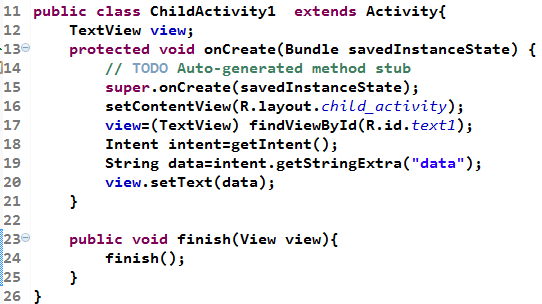 11 public class ChildActivity1  extends Activity{
12     TextView view;
13     protected void onCreate(Bundle savedInstanceState) {
14         // TODO Auto-generated method stub
15         super.onCreate(savedInstanceState);
16         setContentView(R.layout.child_activity);
17         view=(TextView) findViewById(R.id.text1);
18         Intent intent=getIntent();
19         String data=intent.getStringExtra("data");
20         view.setText(data);
21     }
22
23     public void finish(View view){
24         finish();
25     }
26 }